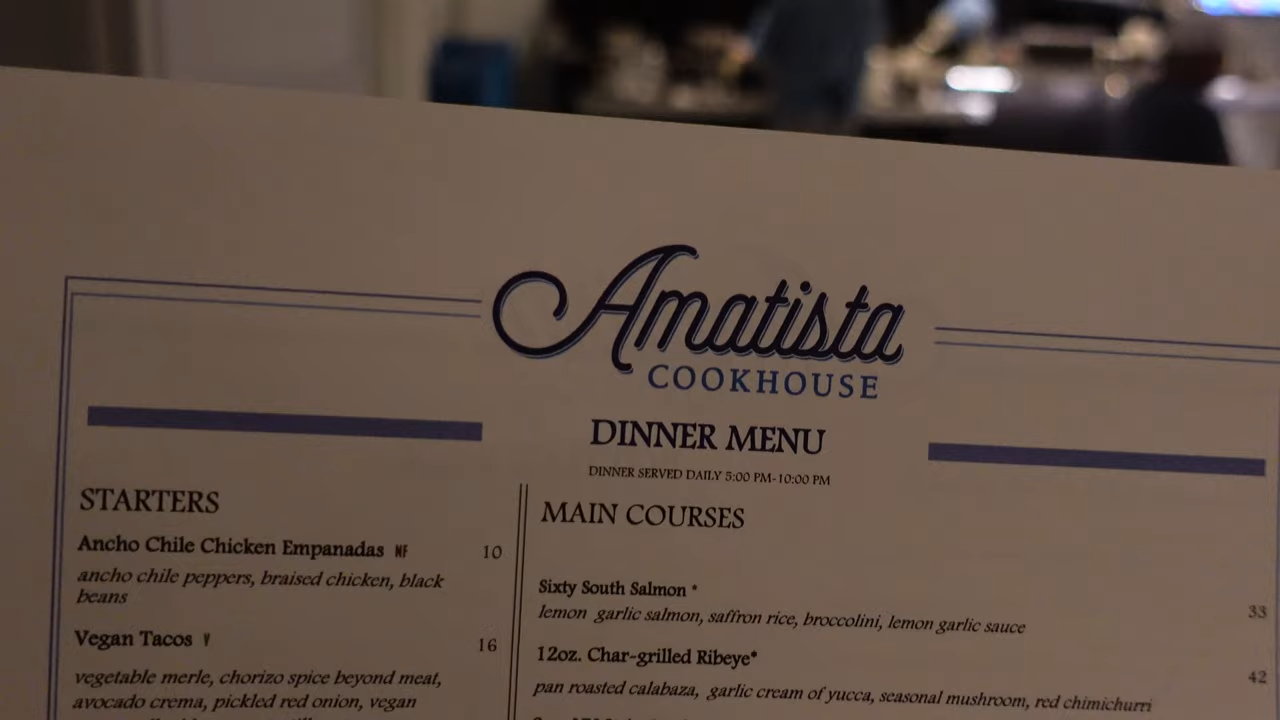 Amatista
COOKHOUSE
DINNER MENU
DINNER SERVED DAILY 5:00 PM-10:00 PM
STARTERS
Ancho Chile Chicken Empanadas NF 10
ancho chile peppers, braised chicken, black
beans
Vegan Tacos V 16
vegetable merle, chorizo spice beyond meat,
avocado crema, pickled red onion, vegan
MAIN COURSES
Sixty South Salmon *
lemon garlic salmon, saffron rice, broccolini, lemon garlic sauce 33
12oz. Char-grilled Ribeye*
pan roasted calabaza, garlic cream of yucca, seasonal mushroom, red chimichurri 42